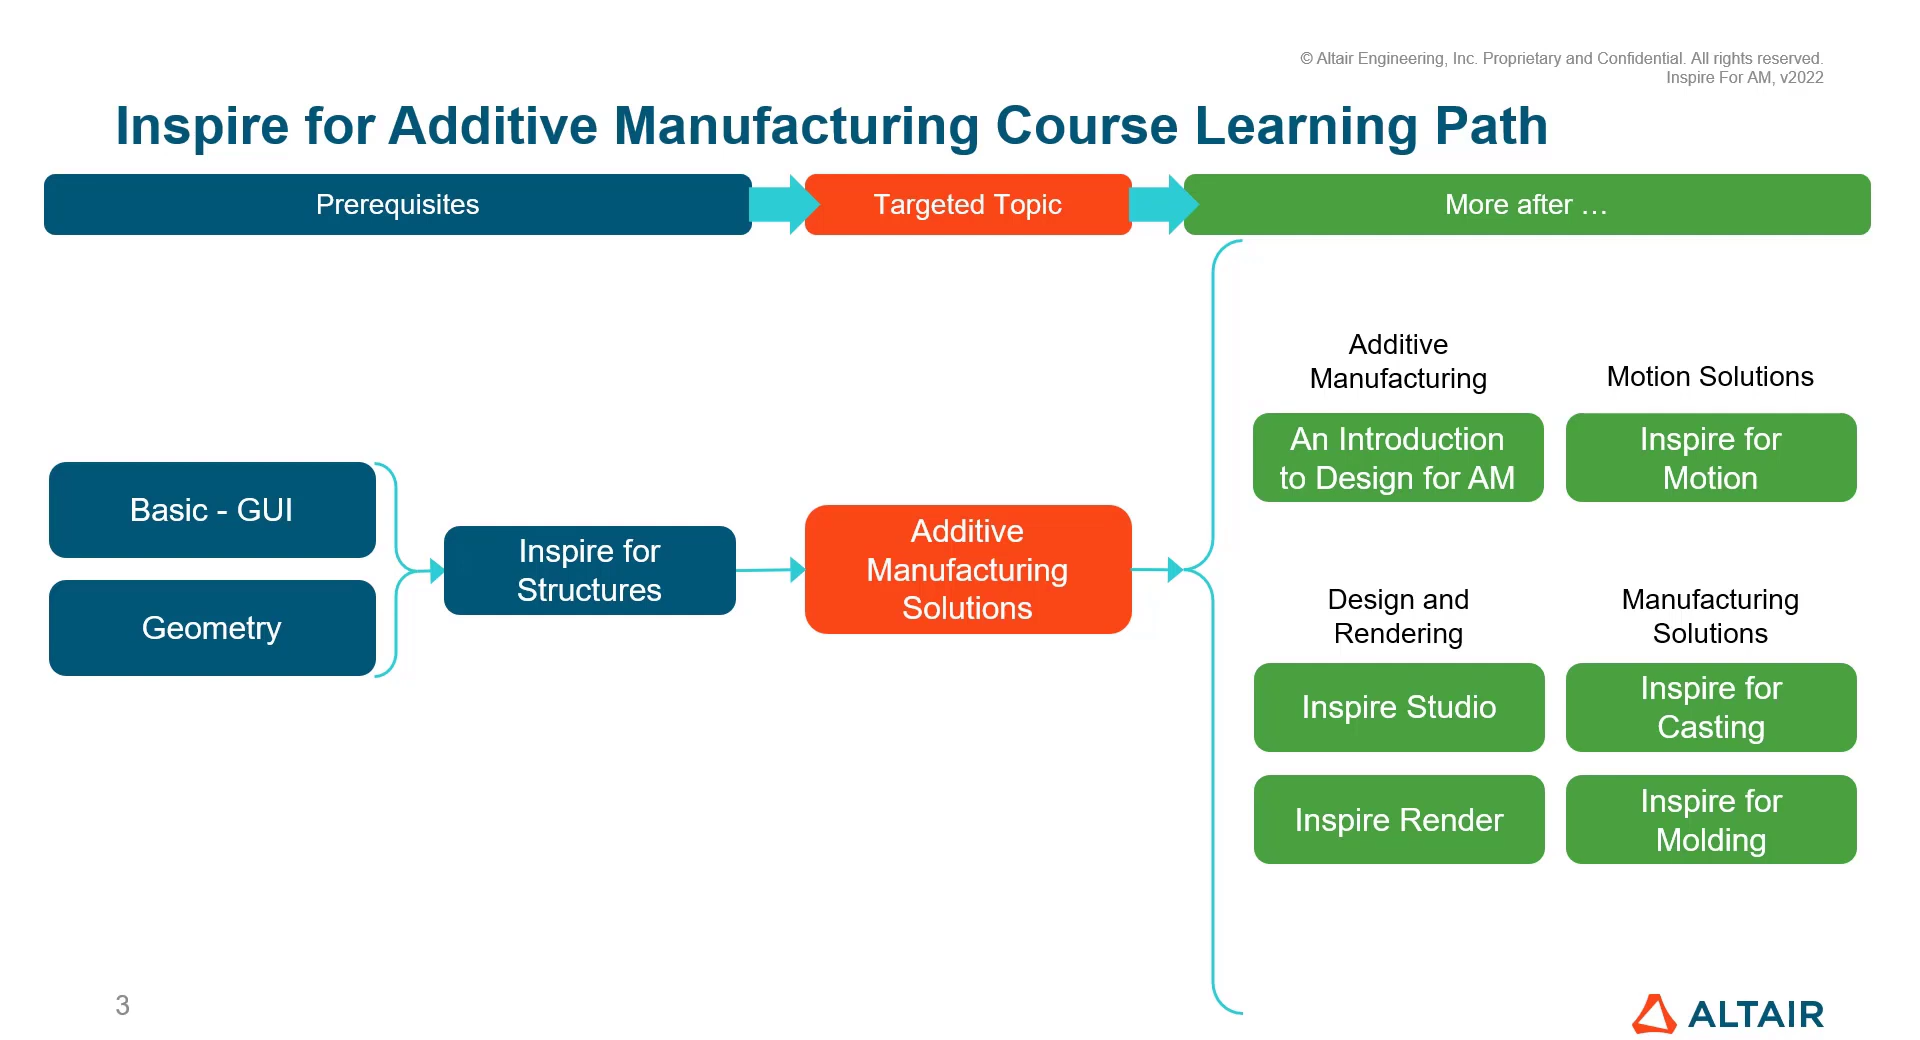 © Altair Engineering, Inc. Proprietary and Confidential. All rights reserved.
Inspire For AM, v2022
Inspire for Additive Manufacturing Course Learning Path
Prerequisites
Targeted Topic
More after …
Basic - GUI
Geometry
Inspire for
Structures
Additive
Manufacturing
Solutions
Additive
Manufacturing
An Introduction
to Design for AM
Motion Solutions
Inspire for
Motion
Design and
Rendering
Inspire Studio
Inspire Render
Manufacturing
Solutions
Inspire for
Casting
Inspire for
Molding
3
ALTAIR